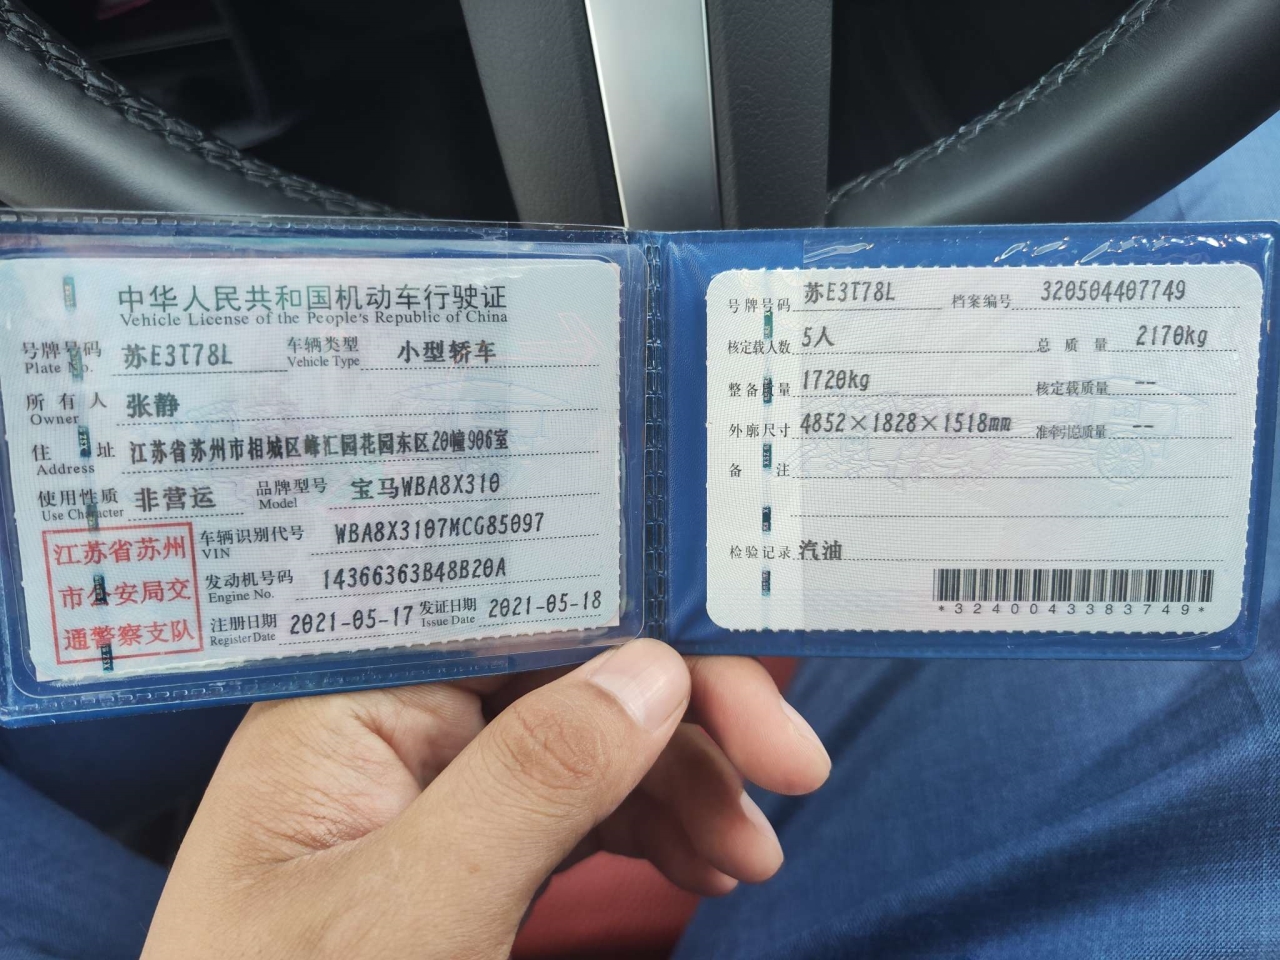 中华人民共和国机动车行驶证
Vehicle License of the People's Republic of China
号牌号码 苏E3T78L 车辆类型 小型轿车
Plate No. Vehicle Type
所有人 张静
Owner
住址 江苏省苏州市相城区峰汇园花园东区20幢906室
Address
使用性质 非营运 品牌型号 宝马WBA8X310
Use Character Model
江苏省苏州
市公安局交
通警察支队
车辆识别代号 WBA8X3107MCG85097
VIN
发动机号码 14366363B48B20A
Engine No.
注册日期 2021-05-17 发证日期 2021-05-18
Register Date Issue Date
号牌号码 苏E3T78L 档案编号 320504407749
核定载人数 5人 总质量 2170kg
整备质量 1720kg 核定载质量 --
外廓尺寸 4852×1828×1518mm 准牵引总质量 --
备注
检验记录 汽油
*3240043383749*